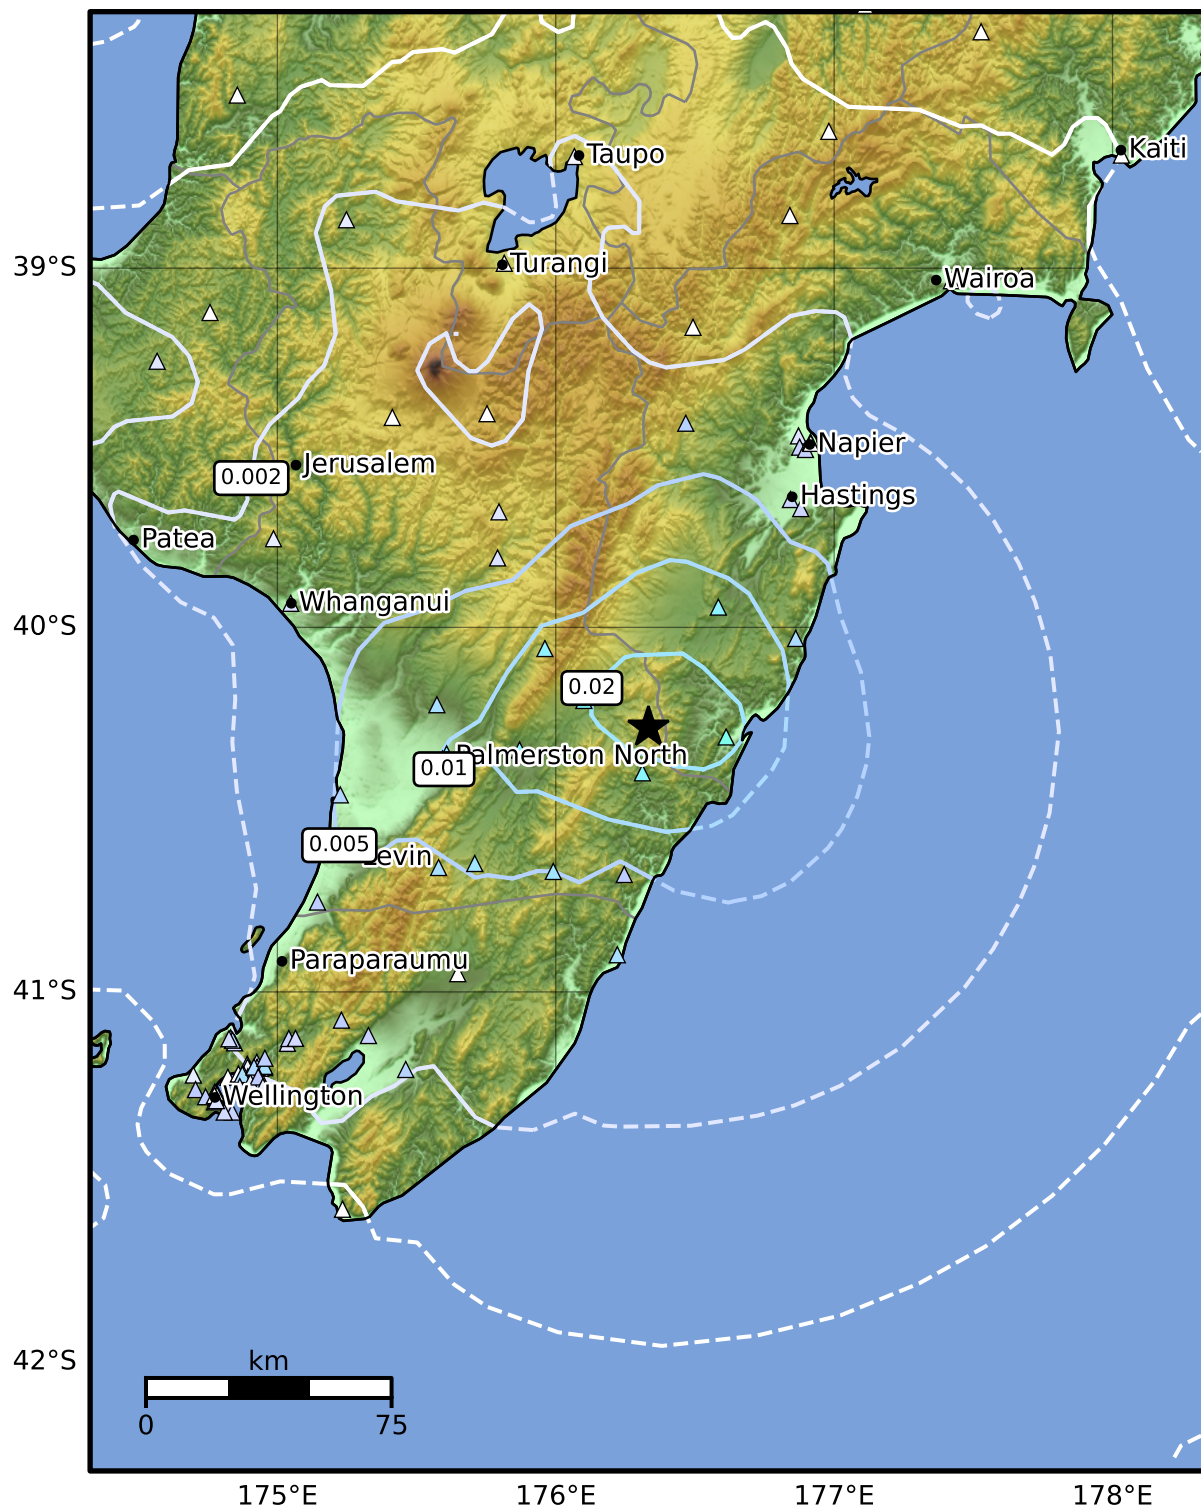 Taupo
Kaiti
39°S
Turangi
Wairoa
Napier
Jerusalem
0.002
Hastings
Patea
Whanganui
40°S
0.02
Palmerston North
0.01
0.005
Levin
Paraparaumu
41°S
Wellington
42°S
km
0 75
175°E 176°E 177°E 178°E